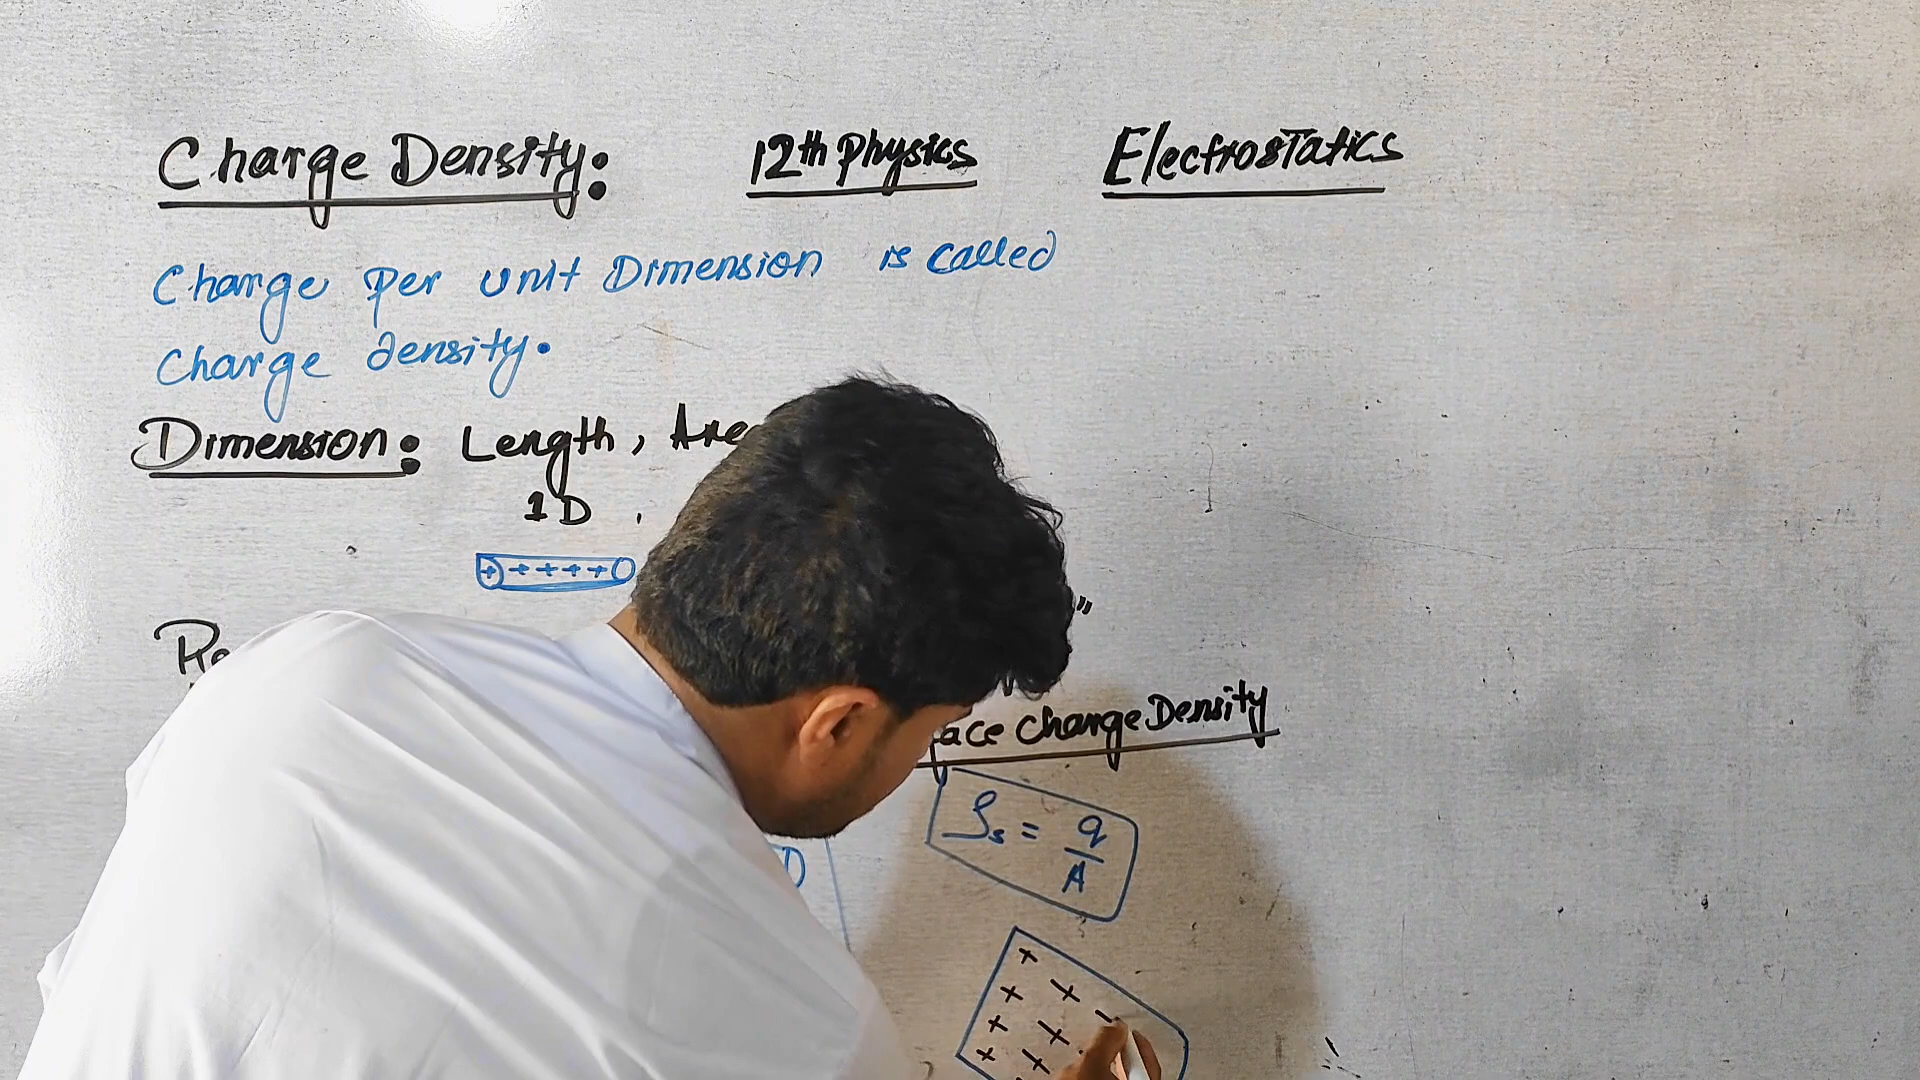 Charge Density: 12th Physics Electrostatics
Charge Per unit Dimension is called
Charge density.
Dimension: Length, Are
1D ,
+ + + + +
Re "
ace Charge Density
ρs = q/A
+
+ +
+ +
+ +